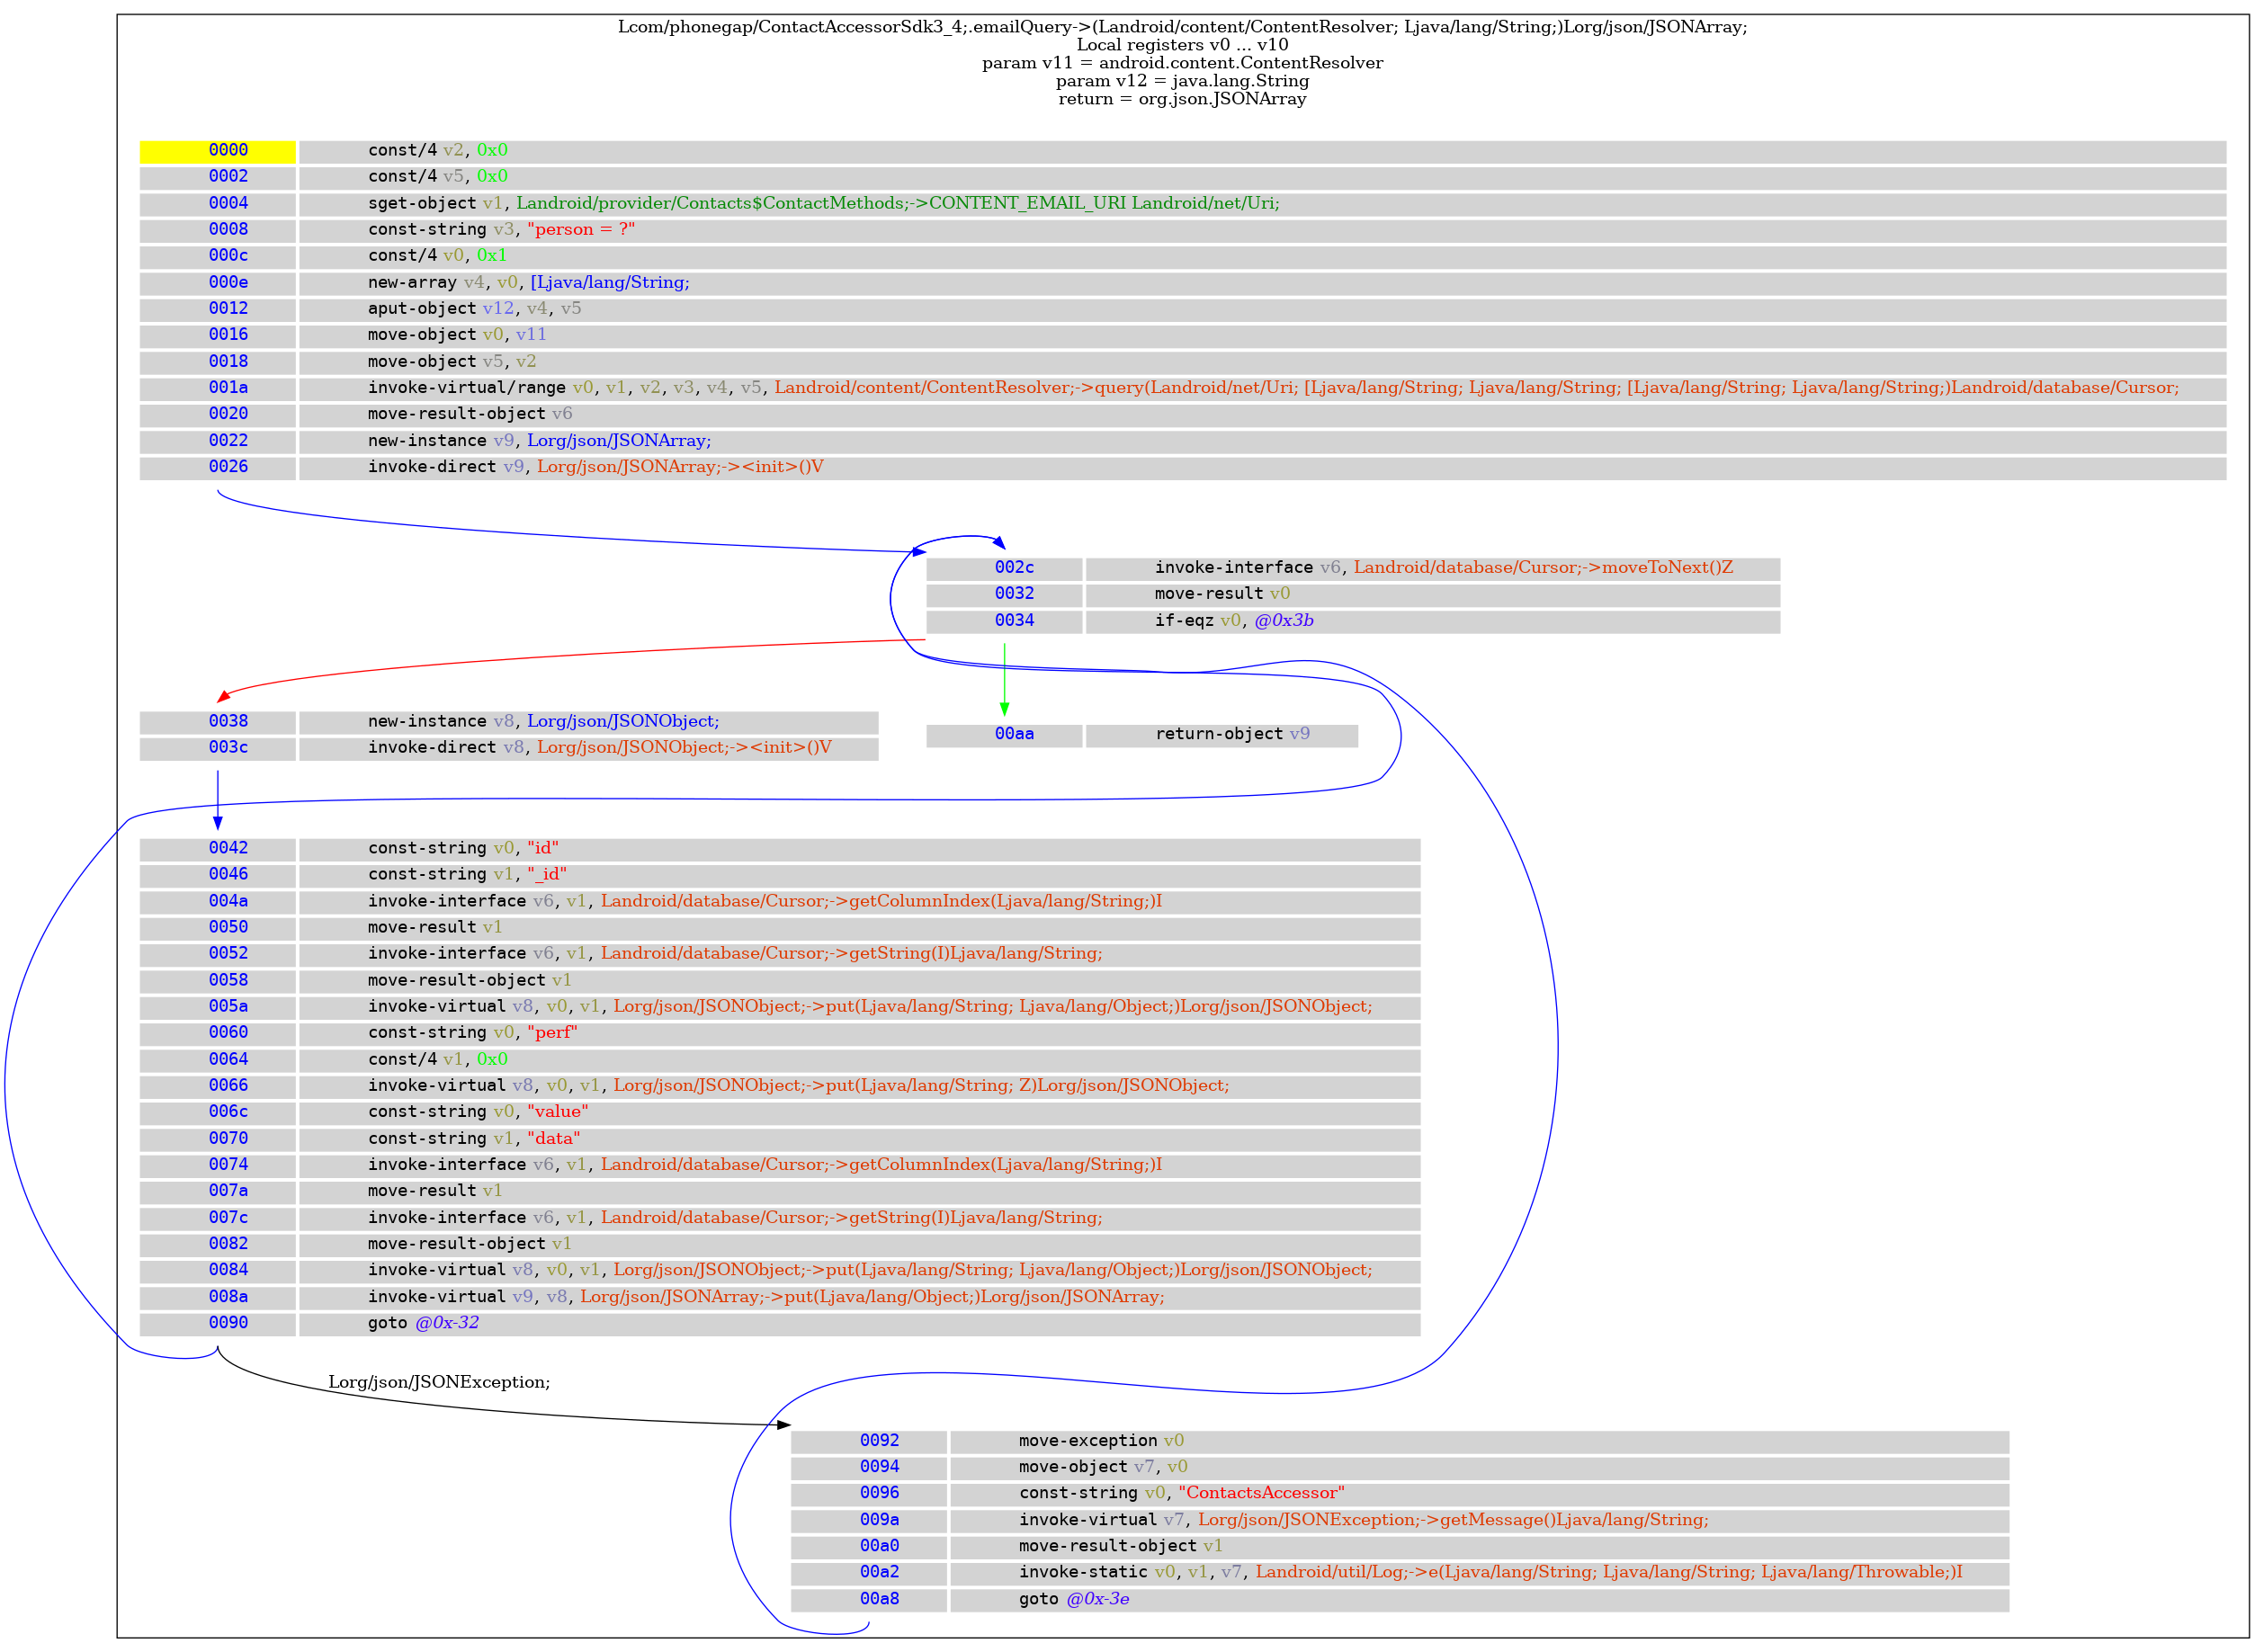 Lcom/phonegap/ContactAccessorSdk3_4;.emailQuery->(Landroid/content/ContentResolver; Ljava/lang/String;)Lorg/json/JSONArray;
Local registers v0 ... v10
param v11 = android.content.ContentResolver
param v12 = java.lang.String
return = org.json.JSONArray
0000 const/4 v2, 0x0
0002 const/4 v5, 0x0
0004 sget-object v1, Landroid/provider/Contacts$ContactMethods;->CONTENT_EMAIL_URI Landroid/net/Uri;
0008 const-string v3, "person = ?"
000c const/4 v0, 0x1
000e new-array v4, v0, [Ljava/lang/String;
0012 aput-object v12, v4, v5
0016 move-object v0, v11
0018 move-object v5, v2
001a invoke-virtual/range v0, v1, v2, v3, v4, v5, Landroid/content/ContentResolver;->query(Landroid/net/Uri; [Ljava/lang/String; Ljava/lang/String; [Ljava/lang/String; Ljava/lang/String;)Landroid/database/Cursor;
0020 move-result-object v6
0022 new-instance v9, Lorg/json/JSONArray;
0026 invoke-direct v9, Lorg/json/JSONArray;-><init>()V
002c invoke-interface v6, Landroid/database/Cursor;->moveToNext()Z
0032 move-result v0
0034 if-eqz v0, @0x3b
0038 new-instance v8, Lorg/json/JSONObject;
003c invoke-direct v8, Lorg/json/JSONObject;-><init>()V
00aa return-object v9
0042 const-string v0, "id"
0046 const-string v1, "_id"
004a invoke-interface v6, v1, Landroid/database/Cursor;->getColumnIndex(Ljava/lang/String;)I
0050 move-result v1
0052 invoke-interface v6, v1, Landroid/database/Cursor;->getString(I)Ljava/lang/String;
0058 move-result-object v1
005a invoke-virtual v8, v0, v1, Lorg/json/JSONObject;->put(Ljava/lang/String; Ljava/lang/Object;)Lorg/json/JSONObject;
0060 const-string v0, "perf"
0064 const/4 v1, 0x0
0066 invoke-virtual v8, v0, v1, Lorg/json/JSONObject;->put(Ljava/lang/String; Z)Lorg/json/JSONObject;
006c const-string v0, "value"
0070 const-string v1, "data"
0074 invoke-interface v6, v1, Landroid/database/Cursor;->getColumnIndex(Ljava/lang/String;)I
007a move-result v1
007c invoke-interface v6, v1, Landroid/database/Cursor;->getString(I)Ljava/lang/String;
0082 move-result-object v1
0084 invoke-virtual v8, v0, v1, Lorg/json/JSONObject;->put(Ljava/lang/String; Ljava/lang/Object;)Lorg/json/JSONObject;
008a invoke-virtual v9, v8, Lorg/json/JSONArray;->put(Ljava/lang/Object;)Lorg/json/JSONArray;
0090 goto @0x-32
Lorg/json/JSONException;
0092 move-exception v0
0094 move-object v7, v0
0096 const-string v0, "ContactsAccessor"
009a invoke-virtual v7, Lorg/json/JSONException;->getMessage()Ljava/lang/String;
00a0 move-result-object v1
00a2 invoke-static v0, v1, v7, Landroid/util/Log;->e(Ljava/lang/String; Ljava/lang/String; Ljava/lang/Throwable;)I
00a8 goto @0x-3e